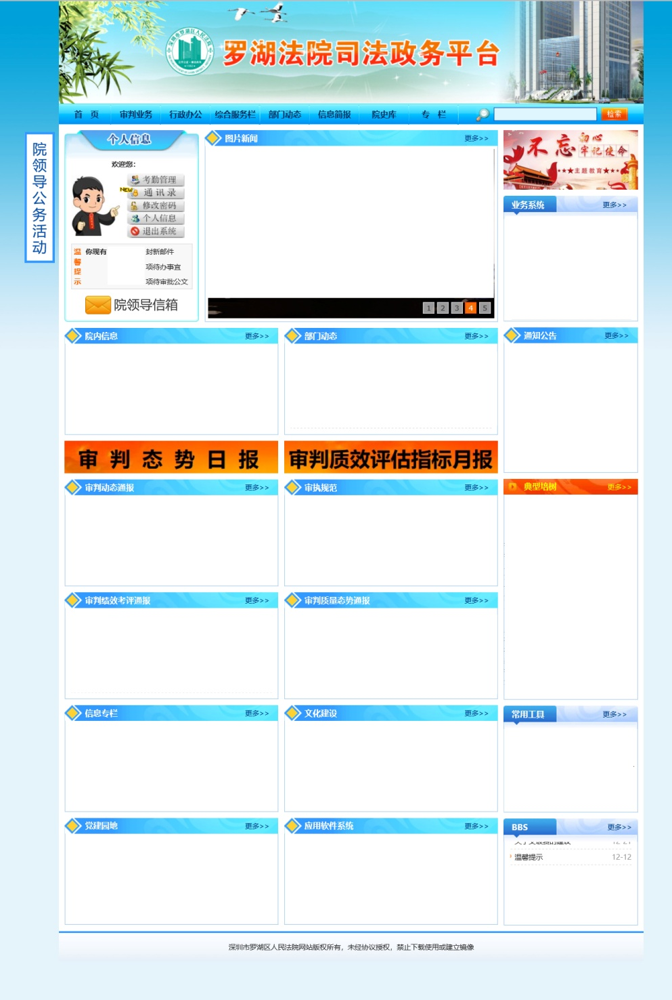 罗湖法院司法政务平台
首 页 审判业务 行政办公 综合服务栏 部门动态 信息简报 院史库 专 栏 检索
院领导公务活动
个人信息
欢迎您:
考勤管理
NEW 通 讯 录
修改密码
个人信息
退出系统
温馨提示
你现有 封新邮件
项待办事宜
项待审批公文
院领导信箱
图片新闻 更多>>
1 2 3 4 5
不忘初心 牢记使命
★★★主题教育★★★
业务系统 更多>>
院内信息 更多>>
部门动态 更多>>
通知公告 更多>>
审 判 态 势 日 报
审判质效评估指标月报
审判动态通报 更多>>
审执规范 更多>>
典型培树 更多>>
审判绩效考评通报 更多>>
审判质量态势通报 更多>>
信息专栏 更多>>
文化建设 更多>>
常用工具 更多>>
党建园地 更多>>
应用软件系统 更多>>
BBS 更多>>
温馨提示 12-12
深圳市罗湖区人民法院网站版权所有，未经协议授权，禁止下载使用或建立镜像